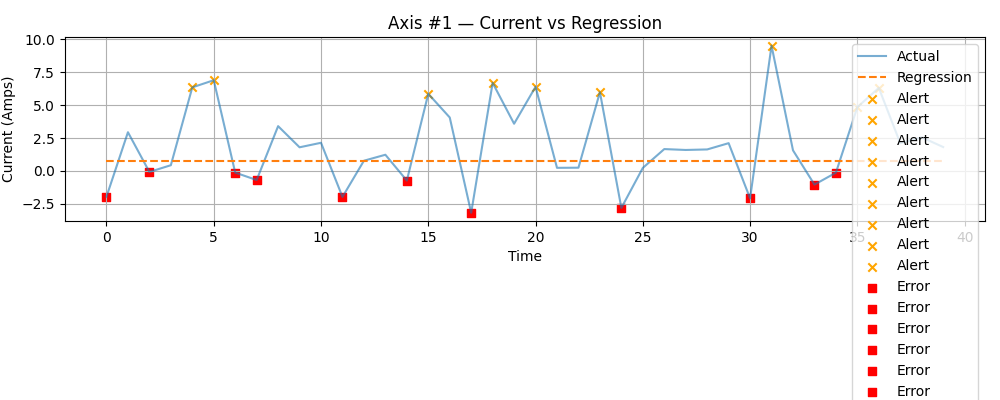 Axis #1 — Current vs Regression
Current (Amps)
10.0
7.5
5.0
2.5
0.0
−2.5
0
5
10
15
20
25
30
35
40
Time
Actual
Regression
Alert
Alert
Alert
Alert
Alert
Alert
Alert
Alert
Alert
Error
Error
Error
Error
Error
Error